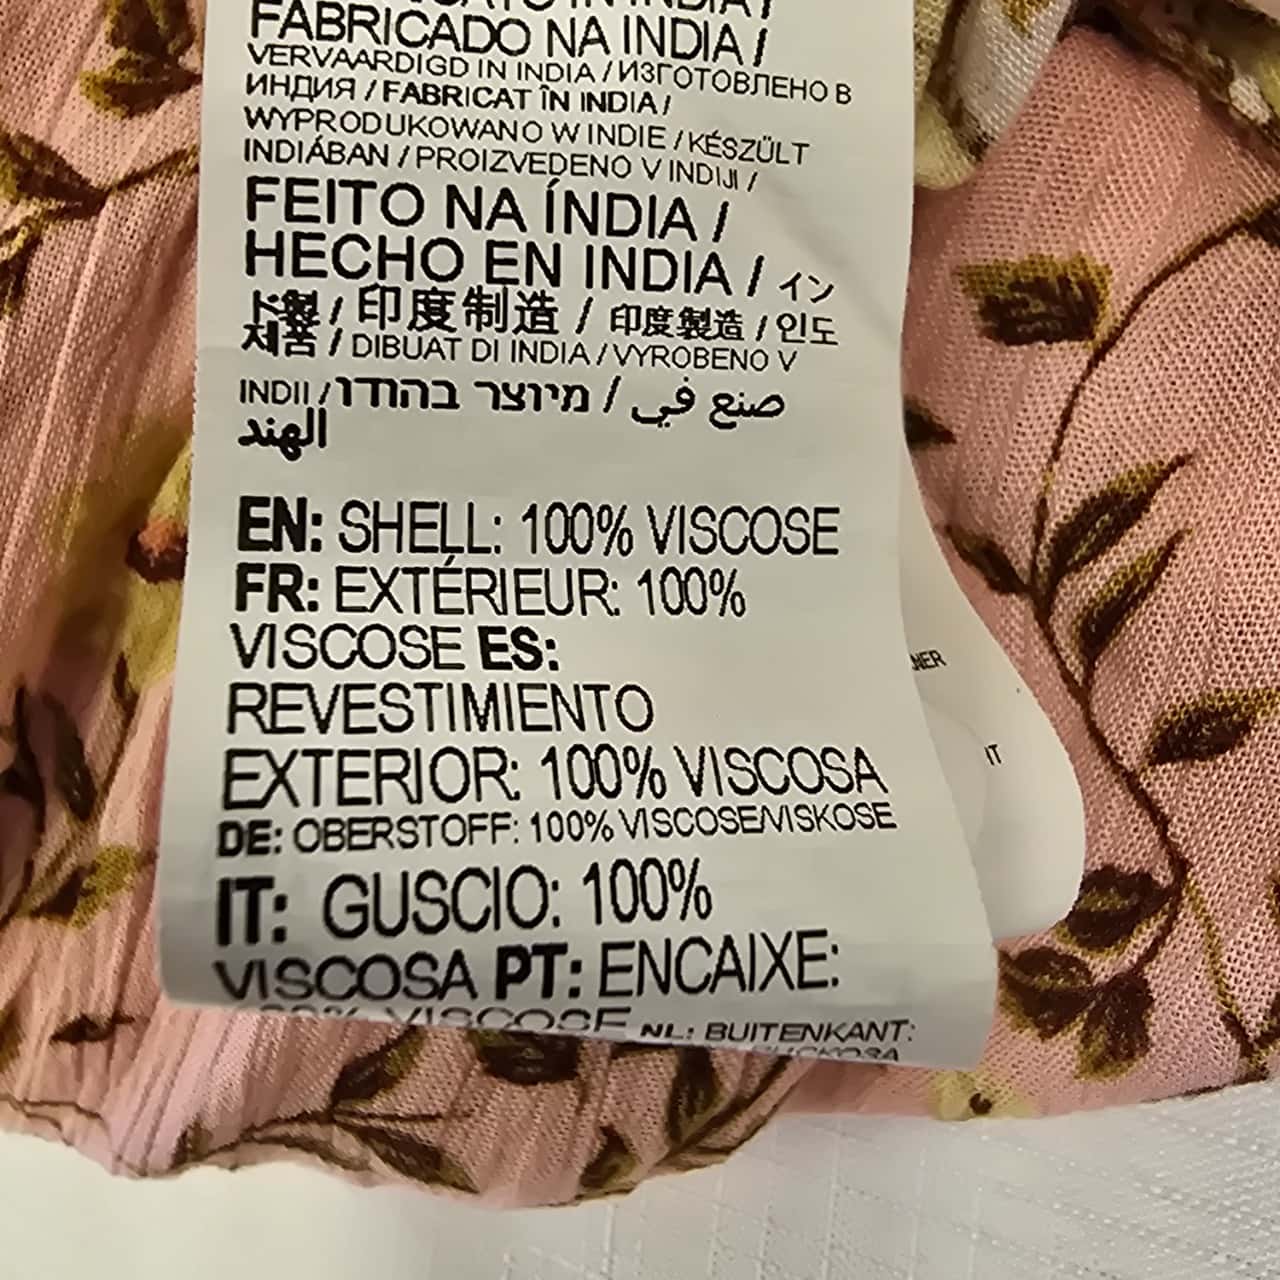 FABRICADO NA INDIA /
VERVAARDIGD IN INDIA / ИЗГОТОВЛЕНО В
ИНДИЯ / FABRICAT ÎN INDIA /
WYPRODUKOWANO W INDIE / KÉSZÜLT
INDIÁBAN / PROIZVEDENO V INDIJI /
FEITO NA ÍNDIA /
HECHO EN INDIA / イン
ド製 / 印度制造 / 印度製造 / 인도
제품 / DIBUAT DI INDIA / VYROBENO V
INDII / מיוצר בהודו / صنع في
الهند
EN: SHELL: 100% VISCOSE
FR: EXTÉRIEUR: 100%
VISCOSE ES:
REVESTIMIENTO
EXTERIOR: 100% VISCOSA
DE: OBERSTOFF: 100% VISCOSE/VISKOSE
IT: GUSCIO: 100%
VISCOSA PT: ENCAIXE:
VISCOSE NL: BUITENKANT:
IT